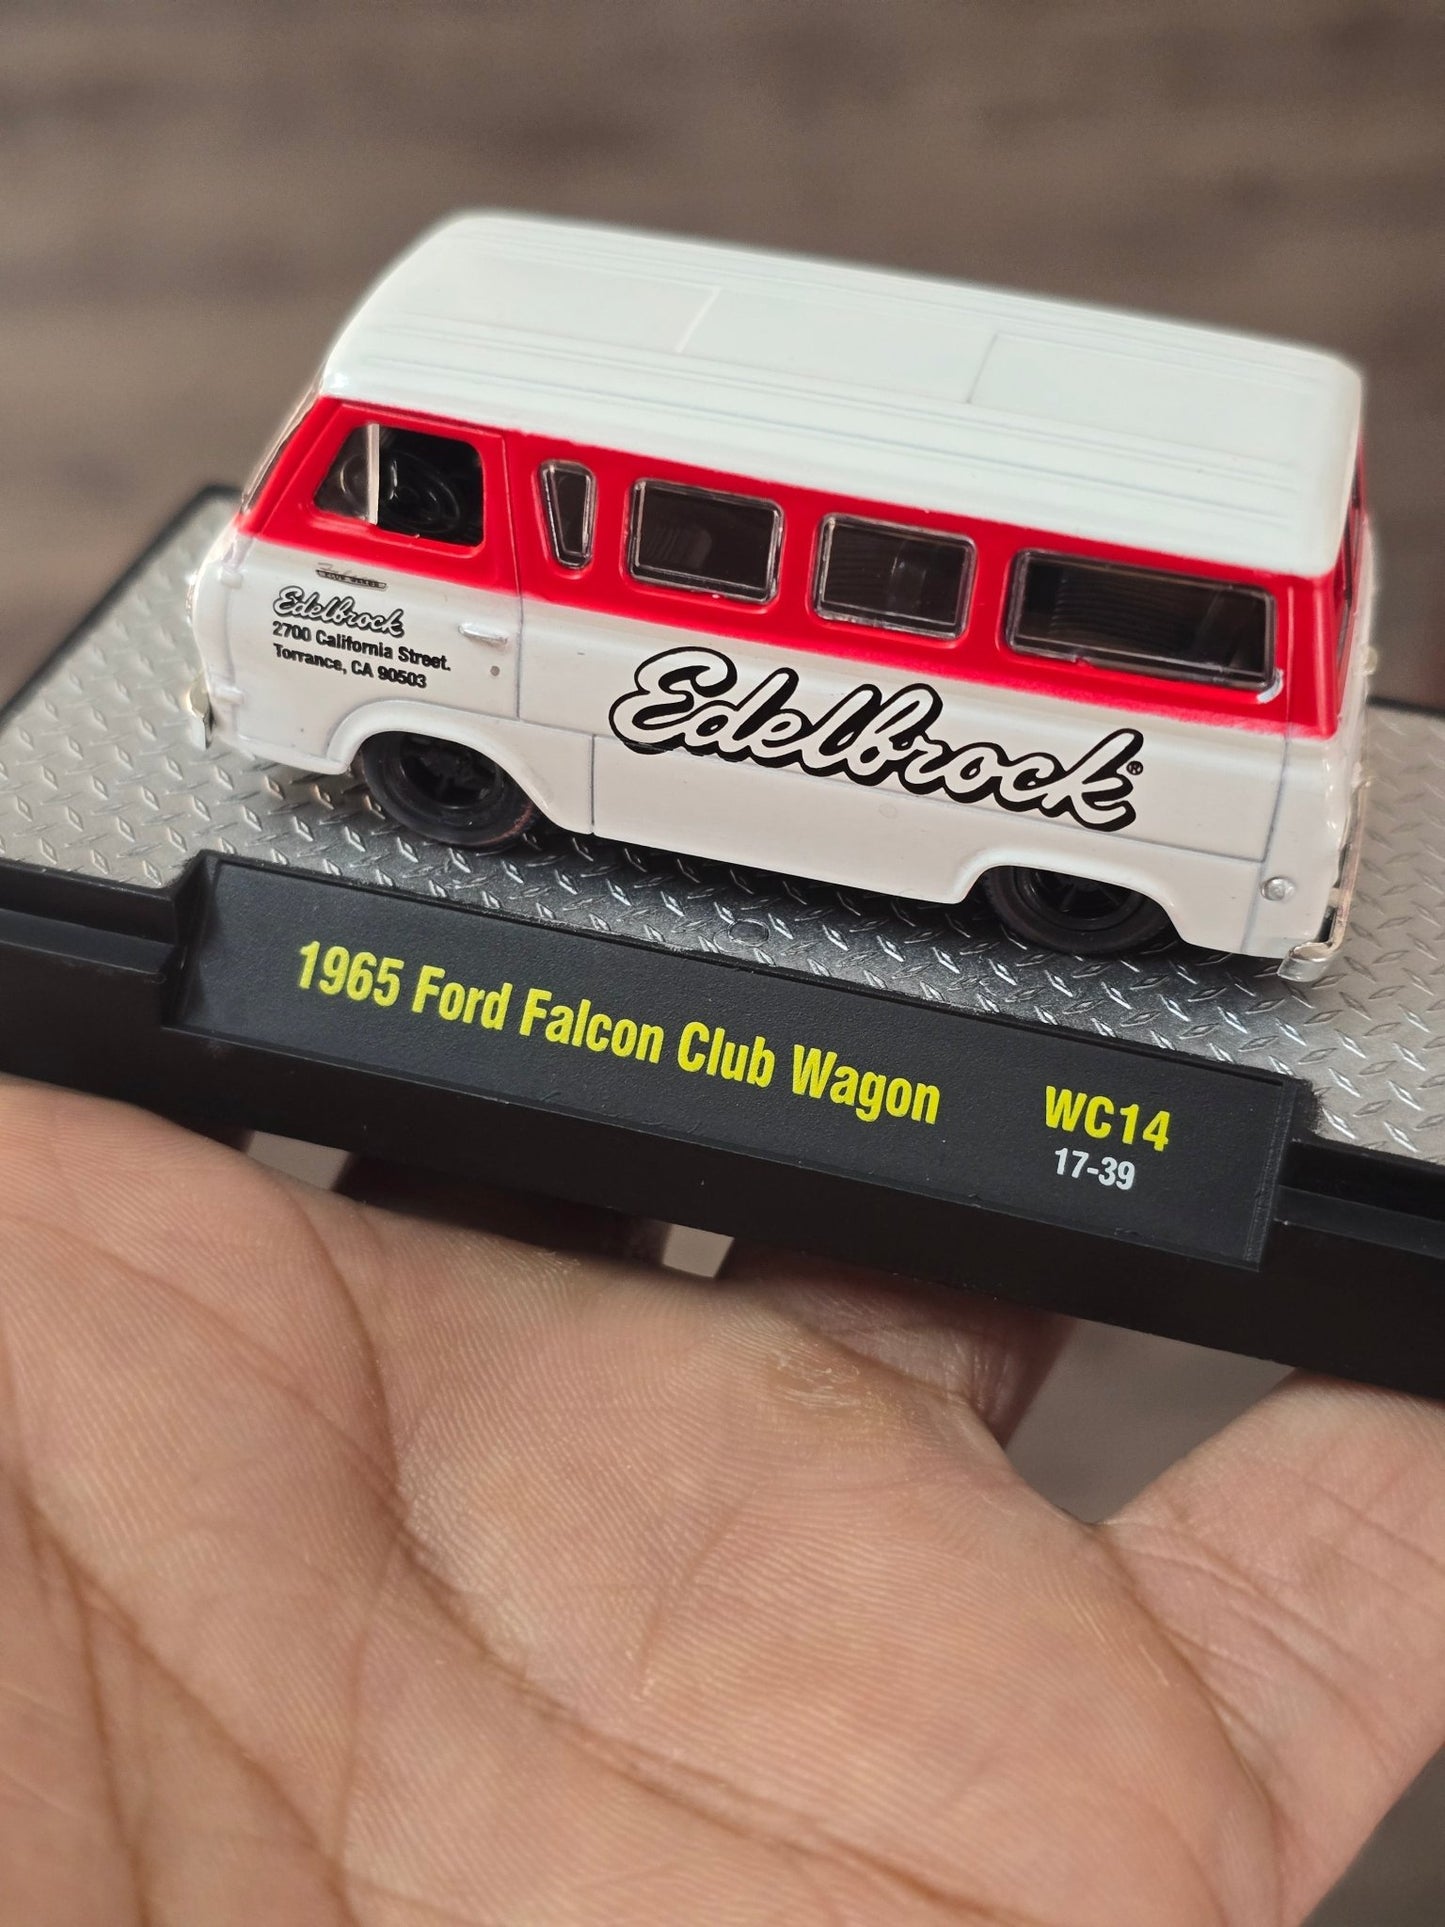 Edelbrock
2700 California Street.
Torrance, CA 90503
Edelbrock®
1965 Ford Falcon Club Wagon
WC14
17-39